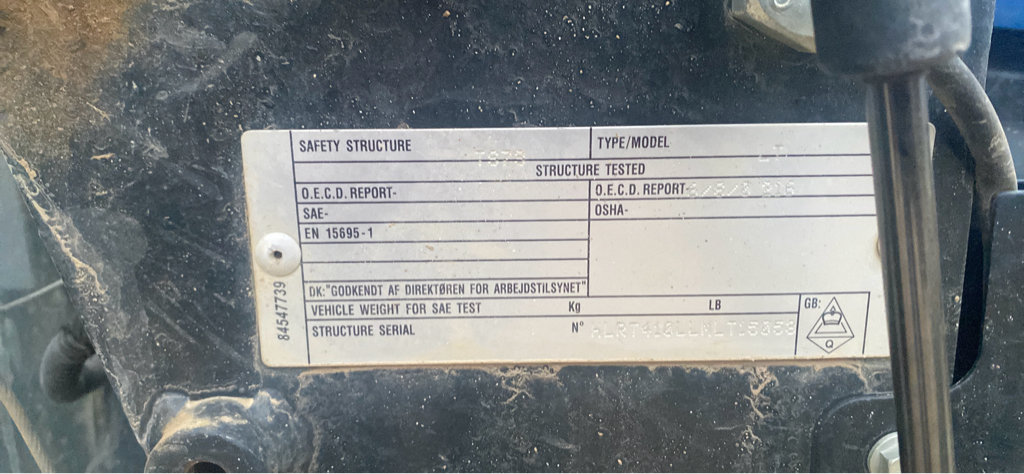 SAFETY STRUCTURE TYPE/MODEL
STRUCTURE TESTED
O.E.C.D. REPORT- O.E.C.D. REPORT-
SAE- OSHA-
EN 15695-1
DK:"GODKENDT AF DIREKTØREN FOR ARBEJDSTILSYNET"
VEHICLE WEIGHT FOR SAE TEST Kg LB GB:
STRUCTURE SERIAL N° Q
84547739